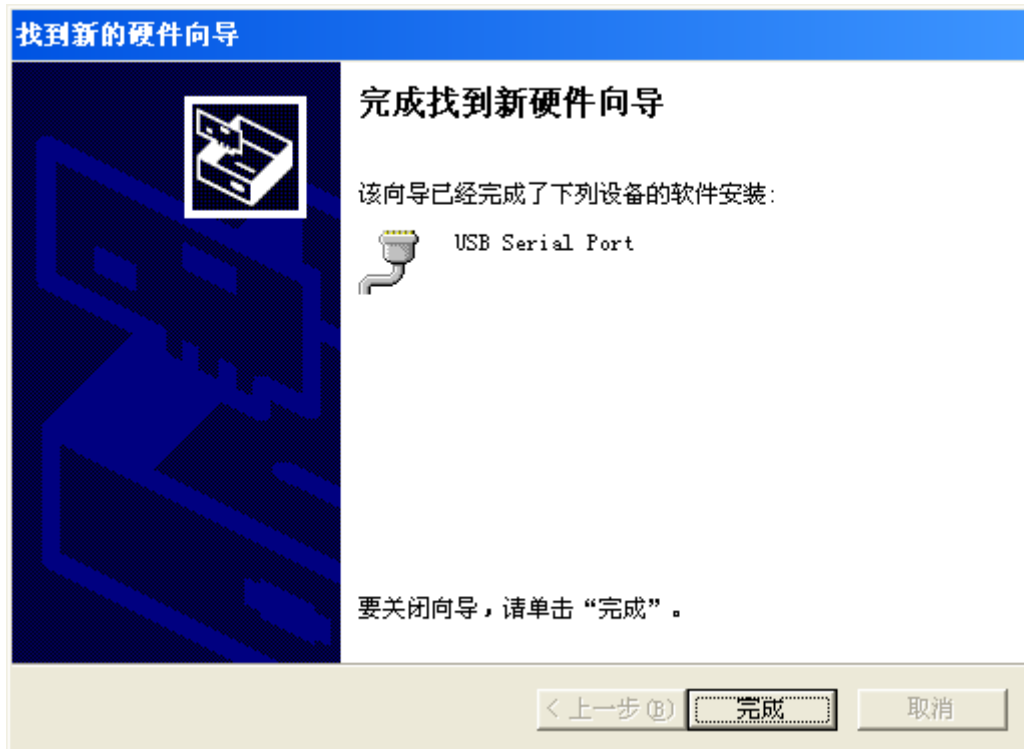 找到新的硬件向导
完成找到新硬件向导
该向导已经完成了下列设备的软件安装:
USB Serial Port
要关闭向导，请单击“完成”。
< 上一步(B)
完成
取消